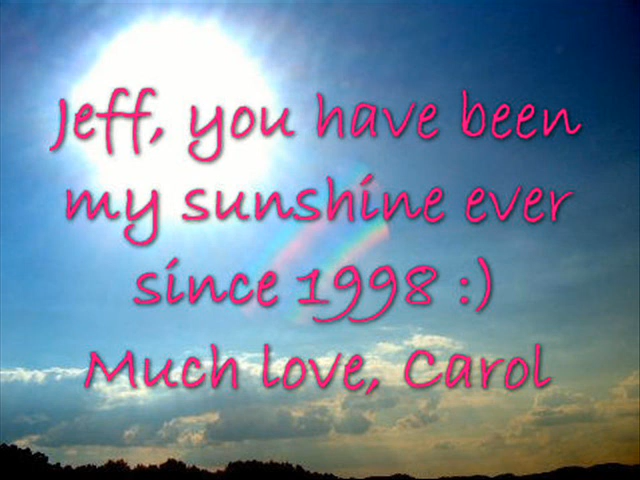 Jeff, you have been
my sunshine ever
since 1998 :)
Much love, Carol